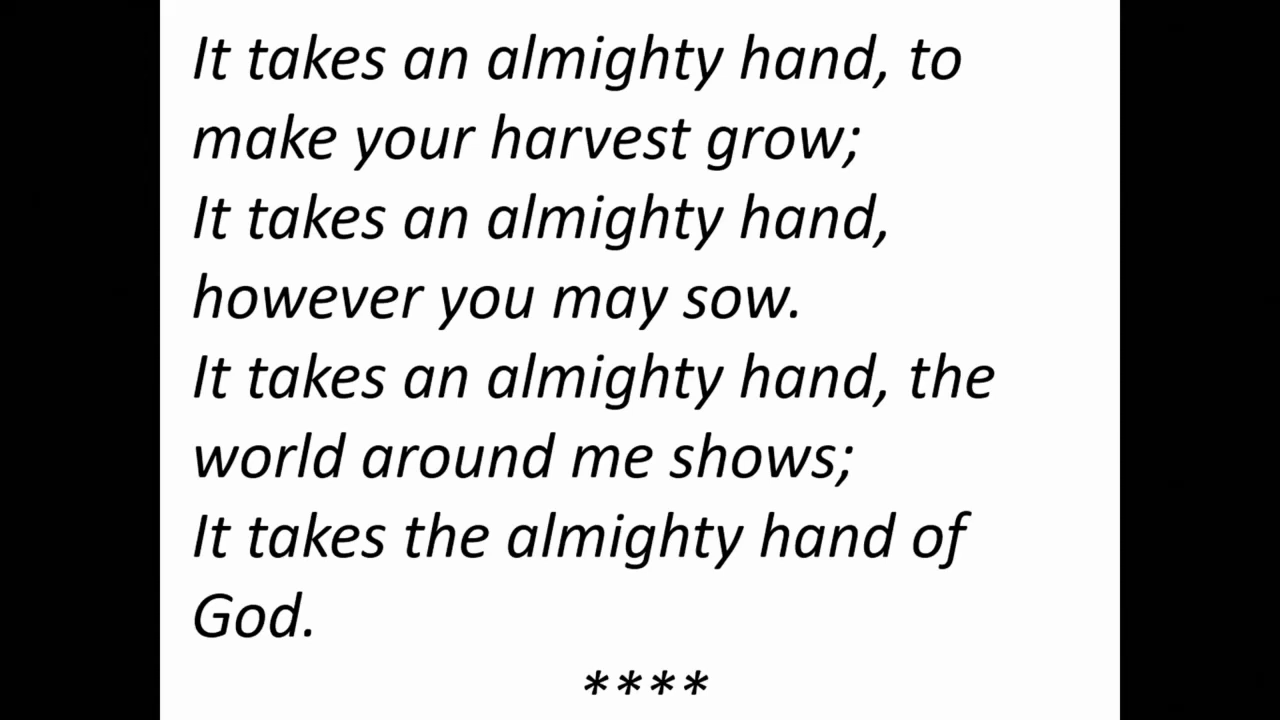 It takes an almighty hand, to
make your harvest grow;
It takes an almighty hand,
however you may sow.
It takes an almighty hand, the
world around me shows;
It takes the almighty hand of
God.
****